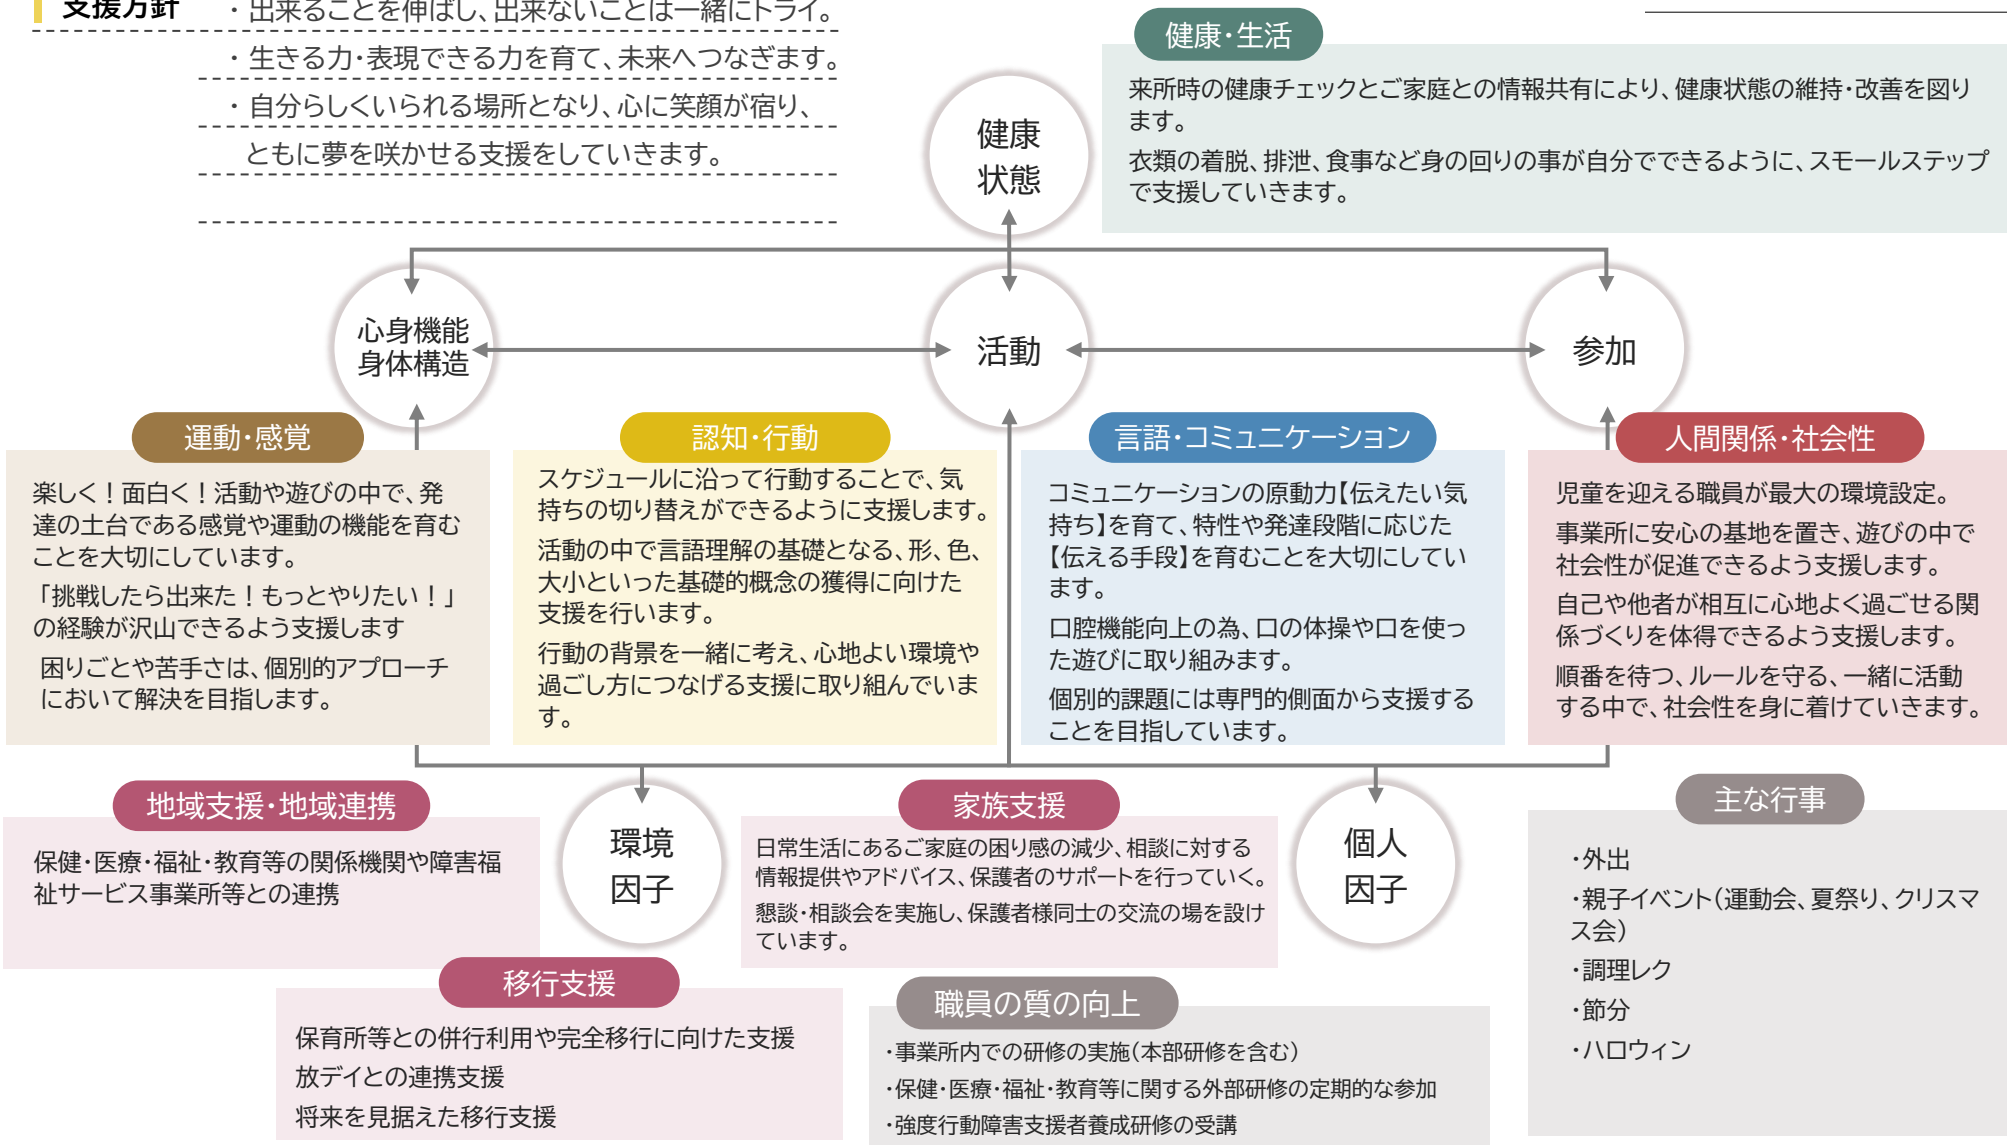 支援方針
・出来ることを伸ばし、出来ないことは一緒にトライ。
・生きる力・表現できる力を育て、未来へつなぎます。
・自分らしくいられる場所となり、心に笑顔が宿り、
ともに夢を咲かせる支援をしていきます。
健康・生活
来所時の健康チェックとご家庭との情報共有により、健康状態の維持・改善を図り
ます。
衣類の着脱、排泄、食事など身の回りの事が自分でできるように、スモールステップ
で支援していきます。
健康
状態
心身機能
身体構造
活動
参加
運動・感覚
楽しく！面白く！活動や遊びの中で、発
達の土台である感覚や運動の機能を育む
ことを大切にしています。
「挑戦したら出来た！もっとやりたい！」
の経験が沢山できるよう支援します
困りごとや苦手さは、個別的アプローチ
において解決を目指します。
認知・行動
スケジュールに沿って行動することで、気
持ちの切り替えができるように支援します。
活動の中で言語理解の基礎となる、形、色、
大小といった基礎的概念の獲得に向けた
支援を行います。
行動の背景を一緒に考え、心地よい環境や
過ごし方につなげる支援に取り組んでいま
す。
言語・コミュニケーション
コミュニケーションの原動力【伝えたい気
持ち】を育て、特性や発達段階に応じた
【伝える手段】を育むことを大切にしてい
ます。
口腔機能向上の為、口の体操や口を使っ
た遊びに取り組みます。
個別的課題には専門的側面から支援する
ことを目指しています。
人間関係・社会性
児童を迎える職員が最大の環境設定。
事業所に安心の基地を置き、遊びの中で
社会性が促進できるよう支援します。
自己や他者が相互に心地よく過ごせる関
係づくりを体得できるよう支援します。
順番を待つ、ルールを守る、一緒に活動
する中で、社会性を身に着けていきます。
地域支援・地域連携
保健・医療・福祉・教育等の関係機関や障害福
祉サービス事業所等との連携
環境
因子
家族支援
日常生活にあるご家庭の困り感の減少、相談に対する
情報提供やアドバイス、保護者のサポートを行っていく。
懇談・相談会を実施し、保護者様同士の交流の場を設け
ています。
個人
因子
主な行事
・外出
・親子イベント（運動会、夏祭り、クリスマ
ス会）
・調理レク
・節分
・ハロウィン
移行支援
保育所等との併行利用や完全移行に向けた支援
放デイとの連携支援
将来を見据えた移行支援
職員の質の向上
・事業所内での研修の実施（本部研修を含む）
・保健・医療・福祉・教育等に関する外部研修の定期的な参加
・強度行動障害支援者養成研修の受講